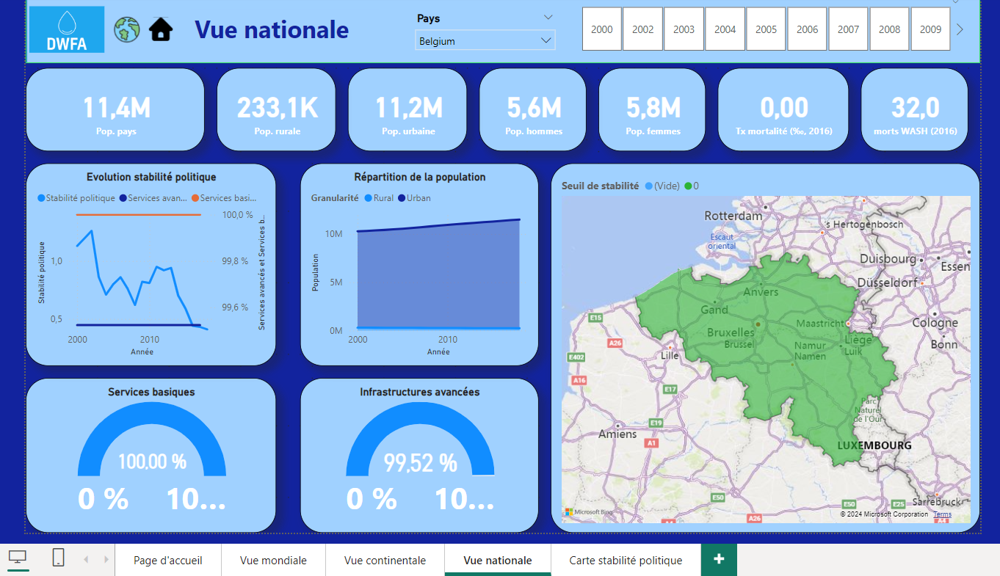 DWFA
Vue nationale
Pays
Belgium
2000 2002 2003 2004 2005 2006 2007 2008 2009
11,4M
Pop. pays
233,1K
Pop. rurale
11,2M
Pop. urbaine
5,6M
Pop. hommes
5,8M
Pop. femmes
0,00
Tx mortalité (‰, 2016)
32,0
morts WASH (2016)
Evolution stabilité politique
Stabilité politique Services avan... Services basi...
Stabilité politique
1,0
0,5
100,0 %
99,8 %
99,6 %
Services avancés et Services b...
2000 2010
Année
Répartition de la population
Granularité Rural Urban
Population
10M
5M
0M
2000 2010
Année
Seuil de stabilité (Vide) 0
Rotterdam
's Hertogenbosch
Escaut
oriental
Duisbourg
Essen
Düsseldorf
Anvers
Gand
E15
Maastricht
Cologne
Bruxelles
Brussel
Liège
Luik
Bonn
A26
Namur
Namen
Lille
E402
A16
E17
Parc
Naturel
de l'Our
E19
Amiens
A1
LUXEMBOURG
E50
Sarrebruck
E50
E25
A26
A4
Microsoft Bing
© 2024 Microsoft Corporation Terms
Services basiques
100,00 %
0 % 10...
Infrastructures avancées
99,52 %
0 % 10...
Page d'accueil
Vue mondiale
Vue continentale
Vue nationale
Carte stabilité politique
+